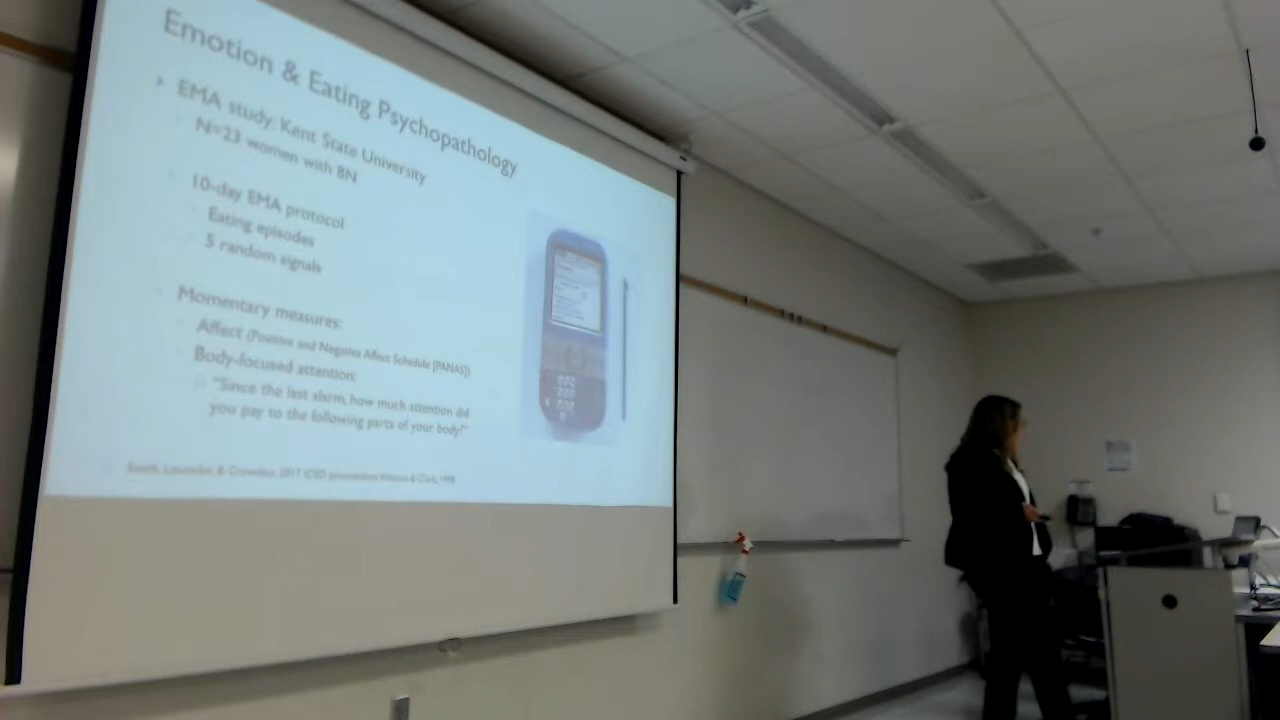 Emotion & Eating Psychopathology
EMA study: Kent State University
N=23 women with BN
10-day EMA protocol
Eating episodes
5 random signals
Momentary measures:
Affect (Positive and Negative Affect Schedule [PANAS])
Body-focused attention:
"Since the last alarm, how much attention did
you pay to the following parts of your body?"